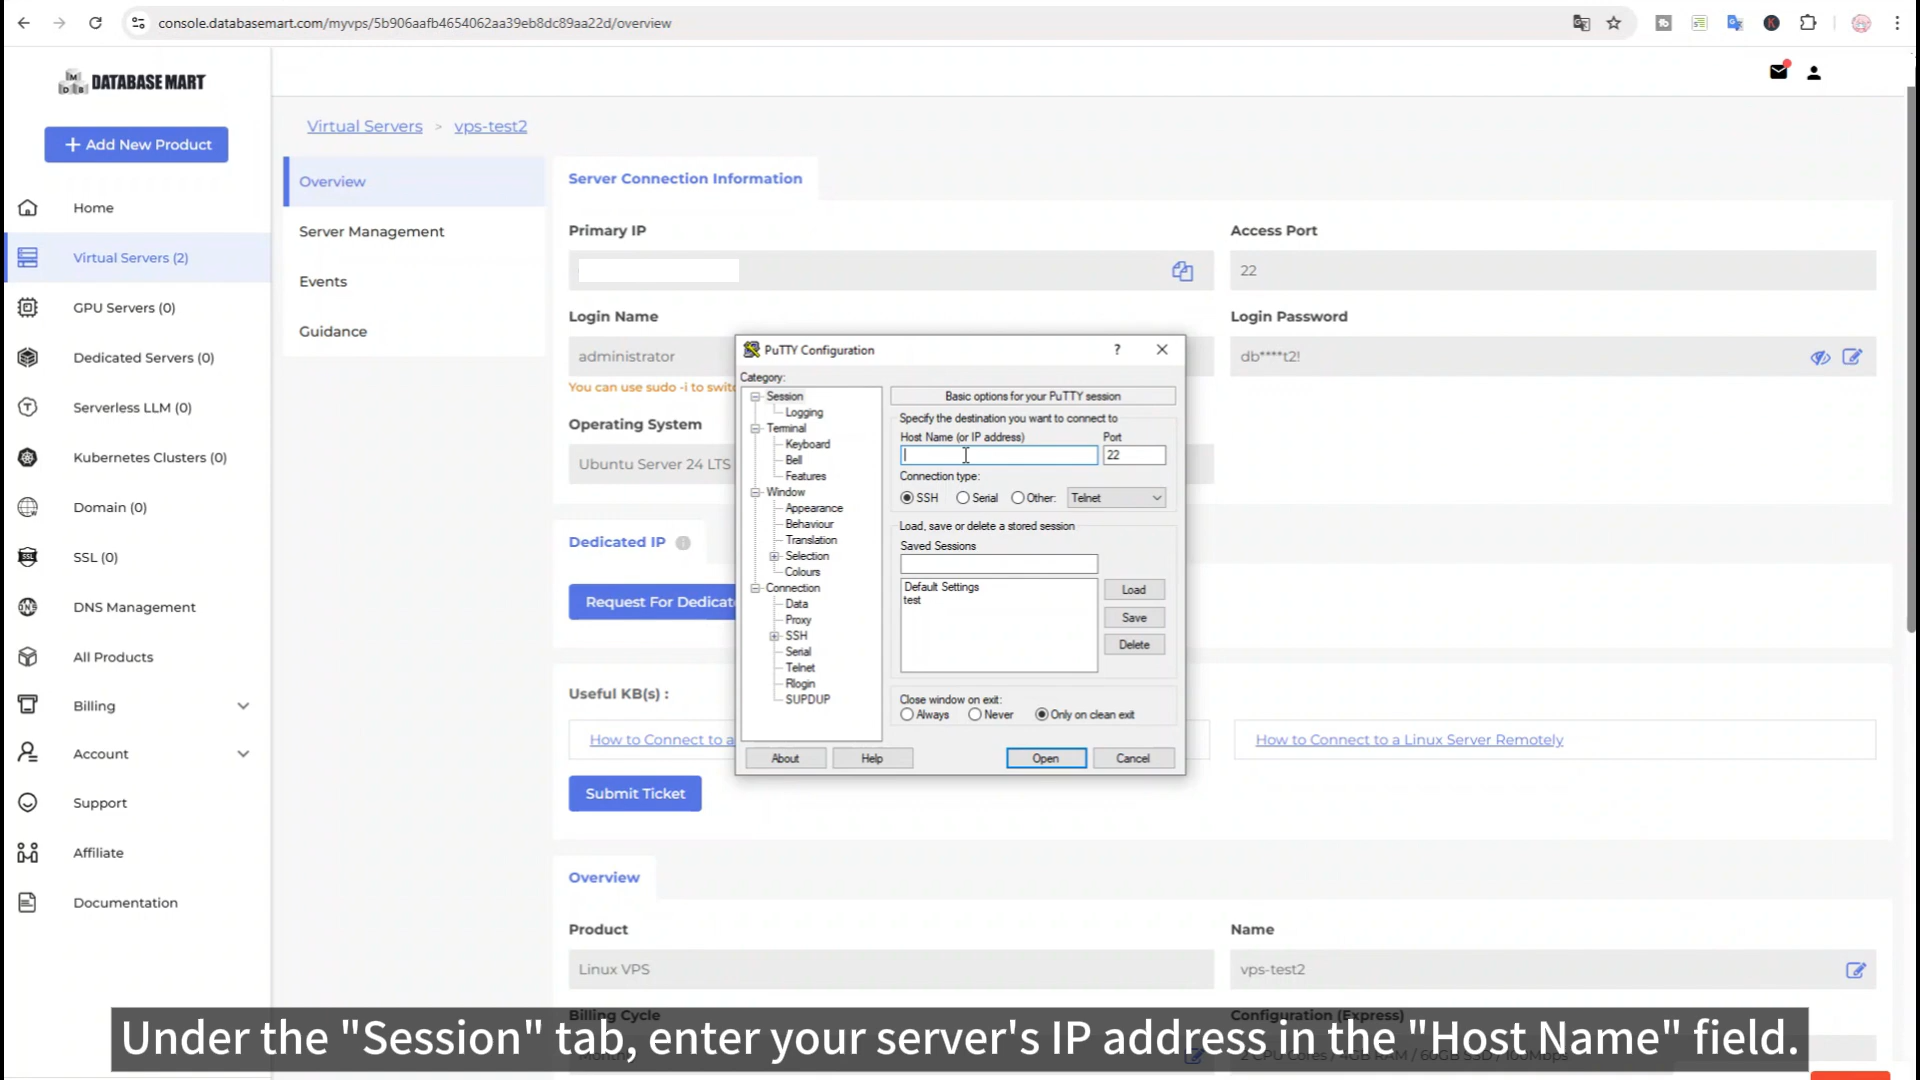 console.databasemart.com/myvps/5b906aafb4654062aa39eb8dc89aa22d/overview
DATABASE MART
+ Add New Product
Home
Virtual Servers (2)
GPU Servers (0)
Dedicated Servers (0)
Serverless LLM (0)
Kubernetes Clusters (0)
Domain (0)
SSL (0)
DNS Management
All Products
Billing
Account
Support
Affiliate
Documentation
Virtual Servers > vps-test2
Overview
Server Management
Events
Guidance
Server Connection Information
Primary IP
Access Port
22
Login Name
Login Password
administrator
db****t2!
You can use sudo -i to
Operating System
Ubuntu Server 24 LTS
Dedicated IP
Request For
Useful KB(s) :
How to Connect to a
How to Connect to a Linux Server Remotely
Submit Ticket
Overview
Product
Name
Linux VPS
vps-test2
Billing Cycle
Configuration (Express)
2 CPU Cores / 4GB RAM / 60GB SSD / 100Mbps
PuTTY Configuration
? ×
Category:
Session
Logging
Terminal
Keyboard
Bell
Features
Window
Appearance
Behaviour
Translation
Selection
Colours
Connection
Data
Proxy
SSH
Serial
Telnet
Rlogin
SUPDUP
Basic options for your PuTTY session
Specify the destination you want to connect to
Host Name (or IP address)
Port
22
Connection type:
SSH
Serial
Other:
Telnet
Load, save or delete a stored session
Saved Sessions
Default Settings
test
Load
Save
Delete
Close window on exit:
Always
Never
Only on clean exit
About
Help
Open
Cancel
Under the "Session" tab, enter your server's IP address in the "Host Name" field.